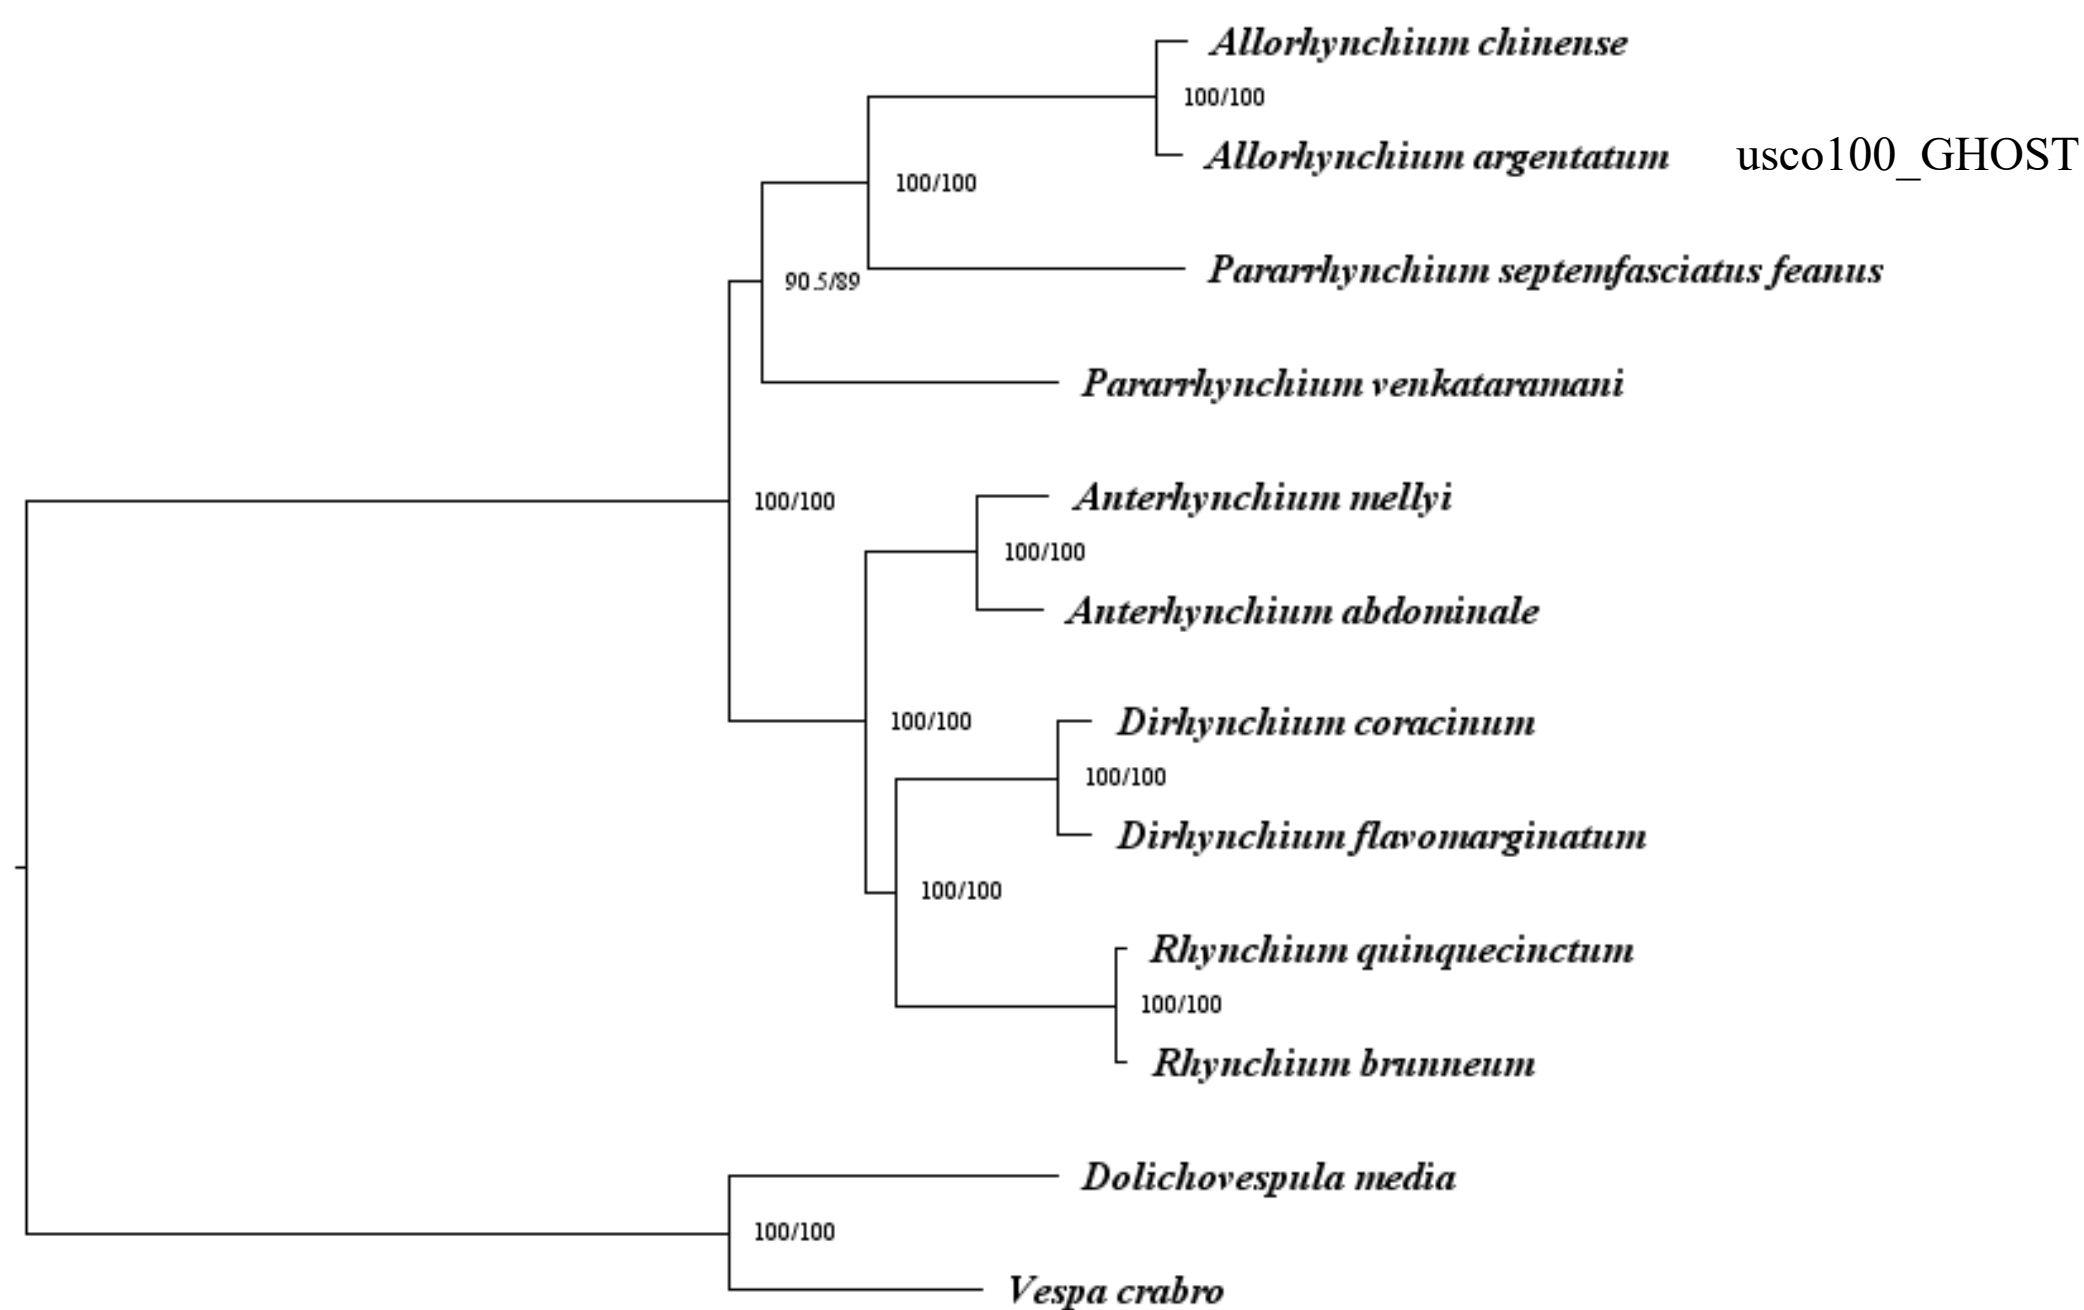 Allorhynchium chinense
100/100
Allorhynchium argentatum usco100_GHOST
100/100
Pararrhynchium septemfasciatus feanus
90.5/89
Pararrhynchium venkataramani
Anterhynchium mellyi
100/100
100/100
Anterhynchium abdominale
Dirhynchium coracinum
100/100
100/100
Dirhynchium flavomarginatum
100/100
Rhynchium quinquecinctum
100/100
Rhynchium brunneum
Dolichovespula media
100/100
Vespa crabro